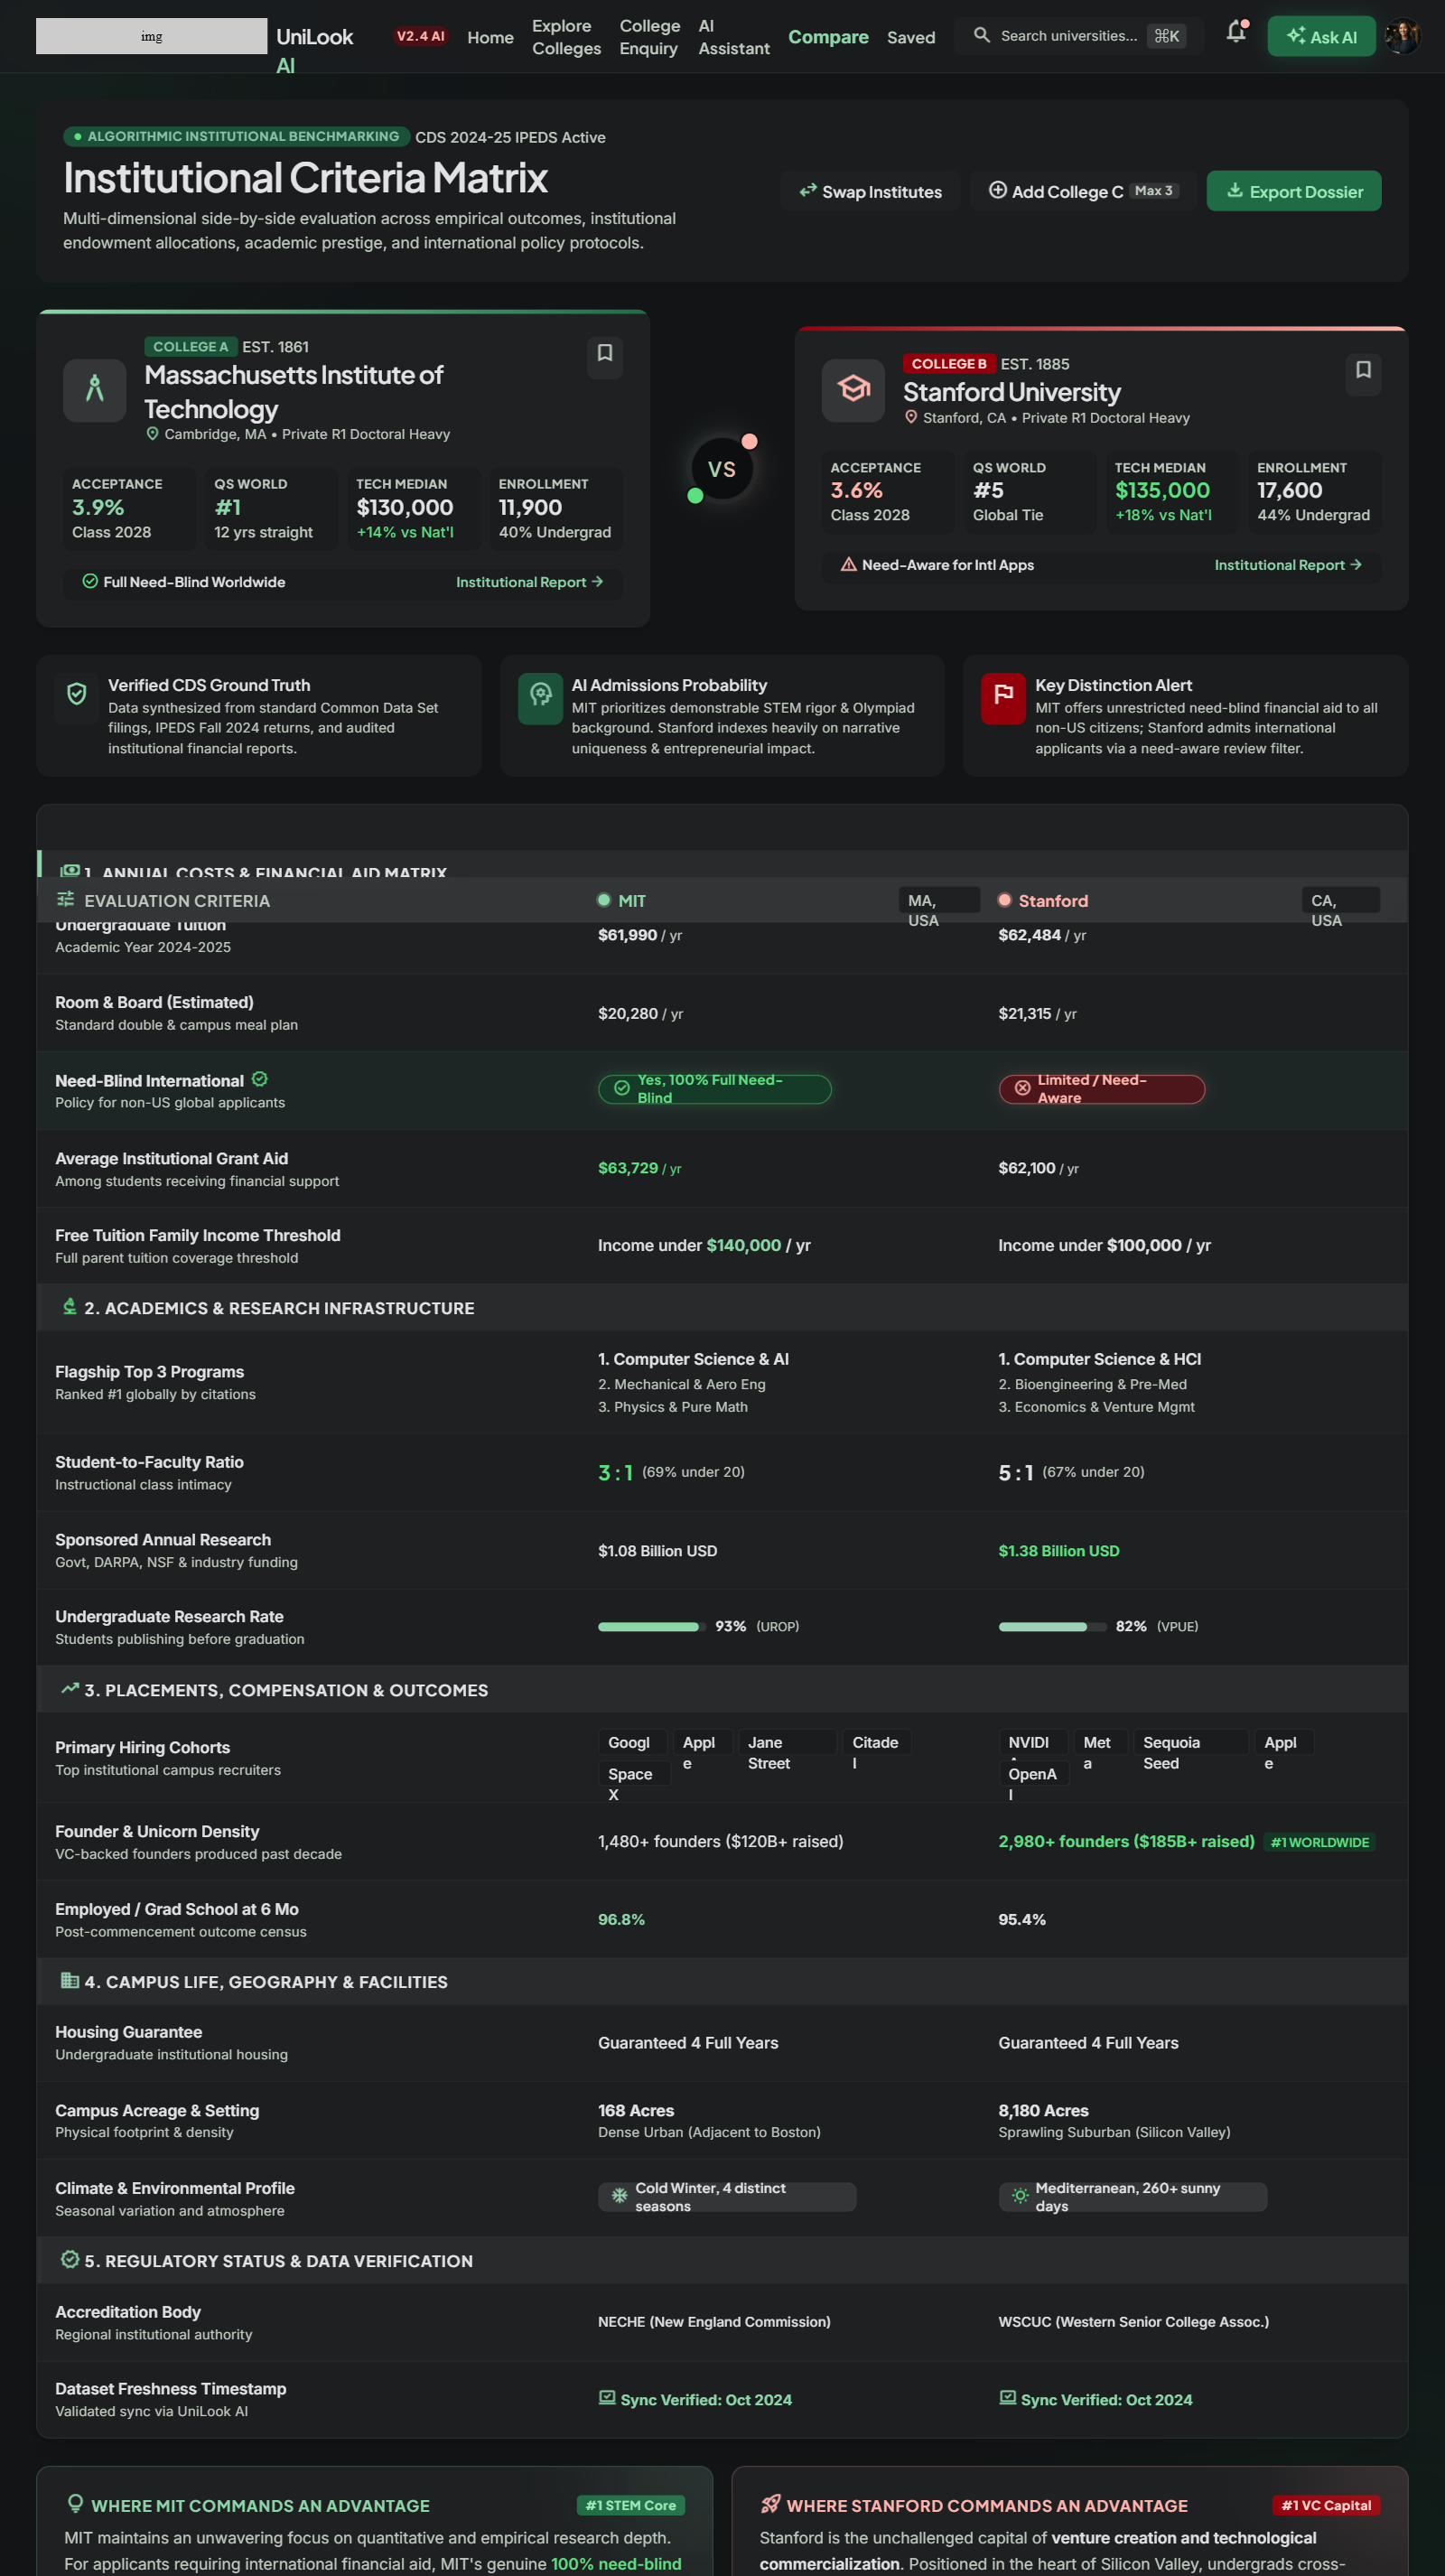 img
UniLook
AI
V2.4 AI
Home
Explore
Colleges
College
Enquiry
AI
Assistant
Compare
Saved
Search universities...
⌘K
Ask AI
ALGORITHMIC INSTITUTIONAL BENCHMARKING CDS 2024-25 IPEDS Active
Institutional Criteria Matrix
Multi-dimensional side-by-side evaluation across empirical outcomes, institutional
endowment allocations, academic prestige, and international policy protocols.
Swap Institutes
Add College C Max 3
Export Dossier
COLLEGE A EST. 1861
Massachusetts Institute of
Technology
Cambridge, MA • Private R1 Doctoral Heavy
ACCEPTANCE
3.9%
Class 2028
QS WORLD
#1
12 yrs straight
TECH MEDIAN
$130,000
+14% vs Nat'l
ENROLLMENT
11,900
40% Undergrad
Full Need-Blind Worldwide
Institutional Report →
VS
COLLEGE B EST. 1885
Stanford University
Stanford, CA • Private R1 Doctoral Heavy
ACCEPTANCE
3.6%
Class 2028
QS WORLD
#5
Global Tie
TECH MEDIAN
$135,000
+18% vs Nat'l
ENROLLMENT
17,600
44% Undergrad
Need-Aware for Intl Apps
Institutional Report →
Verified CDS Ground Truth
Data synthesized from standard Common Data Set
filings, IPEDS Fall 2024 returns, and audited
institutional financial reports.
AI Admissions Probability
MIT prioritizes demonstrable STEM rigor & Olympiad
background. Stanford indexes heavily on narrative
uniqueness & entrepreneurial impact.
Key Distinction Alert
MIT offers unrestricted need-blind financial aid to all
non-US citizens; Stanford admits international
applicants via a need-aware review filter.
1. ANNUAL COSTS & FINANCIAL AID MATRIX
EVALUATION CRITERIA
MIT
MA,
USA
Stanford
CA,
USA
Undergraduate Tuition
Academic Year 2024-2025
$61,990 / yr
$62,484 / yr
Room & Board (Estimated)
Standard double & campus meal plan
$20,280 / yr
$21,315 / yr
Need-Blind International
Policy for non-US global applicants
Yes, 100% Full Need-
Blind
Limited / Need-
Aware
Average Institutional Grant Aid
Among students receiving financial support
$63,729 / yr
$62,100 / yr
Free Tuition Family Income Threshold
Full parent tuition coverage threshold
Income under $140,000 / yr
Income under $100,000 / yr
2. ACADEMICS & RESEARCH INFRASTRUCTURE
Flagship Top 3 Programs
Ranked #1 globally by citations
1. Computer Science & AI
2. Mechanical & Aero Eng
3. Physics & Pure Math
1. Computer Science & HCI
2. Bioengineering & Pre-Med
3. Economics & Venture Mgmt
Student-to-Faculty Ratio
Instructional class intimacy
3 : 1 (69% under 20)
5 : 1 (67% under 20)
Sponsored Annual Research
Govt, DARPA, NSF & industry funding
$1.08 Billion USD
$1.38 Billion USD
Undergraduate Research Rate
Students publishing before graduation
93% (UROP)
82% (VPUE)
3. PLACEMENTS, COMPENSATION & OUTCOMES
Primary Hiring Cohorts
Top institutional campus recruiters
Googl
Appl
e
Jane
Street
Citade
l
Space
X
NVIDI
Met
a
Sequoia
Seed
Appl
e
OpenA
I
Founder & Unicorn Density
VC-backed founders produced past decade
1,480+ founders ($120B+ raised)
2,980+ founders ($185B+ raised) #1 WORLDWIDE
Employed / Grad School at 6 Mo
Post-commencement outcome census
96.8%
95.4%
4. CAMPUS LIFE, GEOGRAPHY & FACILITIES
Housing Guarantee
Undergraduate institutional housing
Guaranteed 4 Full Years
Guaranteed 4 Full Years
Campus Acreage & Setting
Physical footprint & density
168 Acres
Dense Urban (Adjacent to Boston)
8,180 Acres
Sprawling Suburban (Silicon Valley)
Climate & Environmental Profile
Seasonal variation and atmosphere
Cold Winter, 4 distinct
seasons
Mediterranean, 260+ sunny
days
5. REGULATORY STATUS & DATA VERIFICATION
Accreditation Body
Regional institutional authority
NECHE (New England Commission)
WSCUC (Western Senior College Assoc.)
Dataset Freshness Timestamp
Validated sync via UniLook AI
Sync Verified: Oct 2024
Sync Verified: Oct 2024
WHERE MIT COMMANDS AN ADVANTAGE
#1 STEM Core
MIT maintains an unwavering focus on quantitative and empirical research depth.
For applicants requiring international financial aid, MIT's genuine 100% need-blind
WHERE STANFORD COMMANDS AN ADVANTAGE
#1 VC Capital
Stanford is the unchallenged capital of venture creation and technological
commercialization. Positioned in the heart of Silicon Valley, undergrads cross-